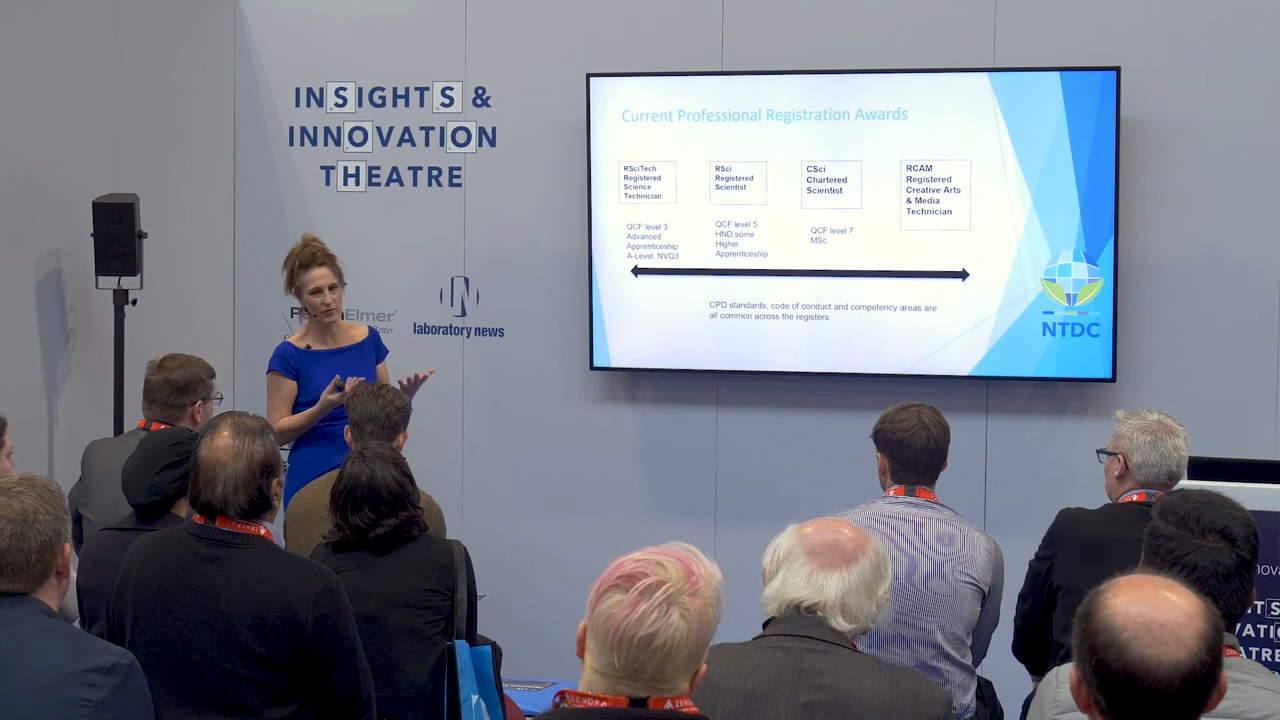 INSIGHTS &
INNOVATION
THEATRE
Elmer
laboratory news
Current Professional Registration Awards
RSciTech
Registered
Science
Technician
RSci
Registered
Scientist
CSci
Chartered
Scientist
RCAM
Registered
Creative Arts
& Media
Technician
QCF level 3
Advanced
Apprenticeship
A-Level, NVQ3
QCF level 5
HND,some
Higher
Apprenticeship
QCF level 7
MSc
CPD standards, code of conduct and competency areas are
all common across the registers
NTDC
ZENOPA
ZENOPA